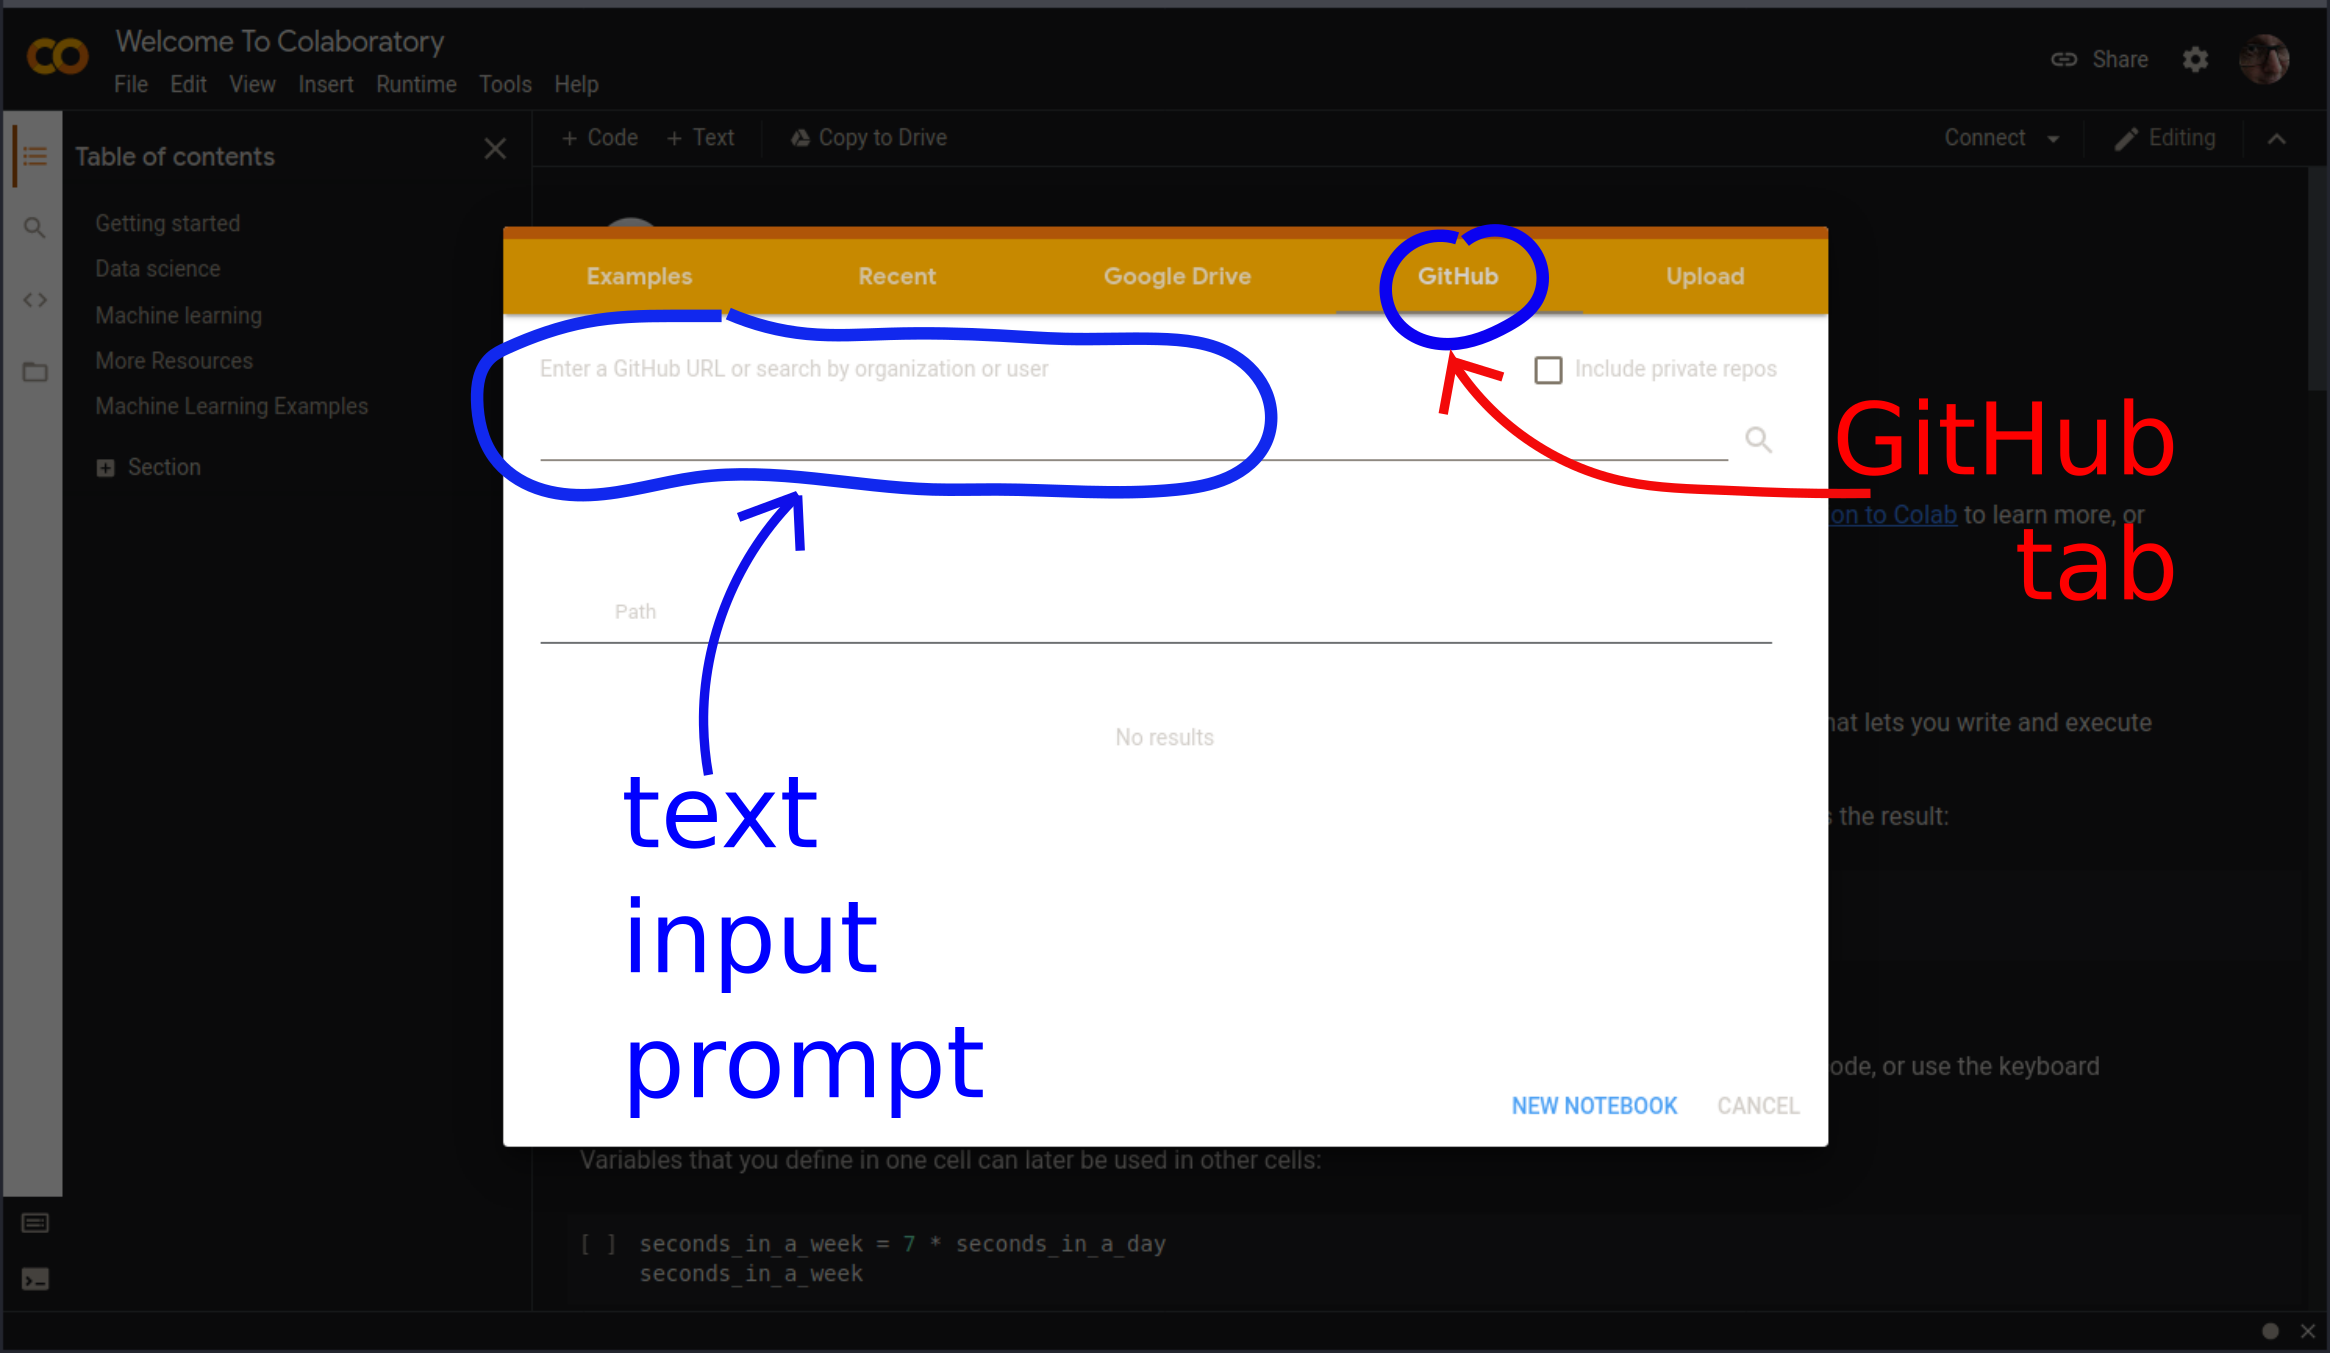 Welcome To Colaboratory
File Edit View Insert Runtime Tools Help
Share
Table of contents
+ Code + Text Copy to Drive
Connect Editing
Getting started
Data science
Machine learning
More Resources
Machine Learning Examples
Section
Examples Recent Google Drive GitHub Upload
Enter a GitHub URL or search by organization or user
Include private repos
GitHub
tab
on to Colab to learn more, or
Path
No results
hat lets you write and execute
s the result:
text
input
prompt
ode, or use the keyboard
NEW NOTEBOOK CANCEL
Variables that you define in one cell can later be used in other cells:
[ ] seconds_in_a_week = 7 * seconds_in_a_day
seconds_in_a_week